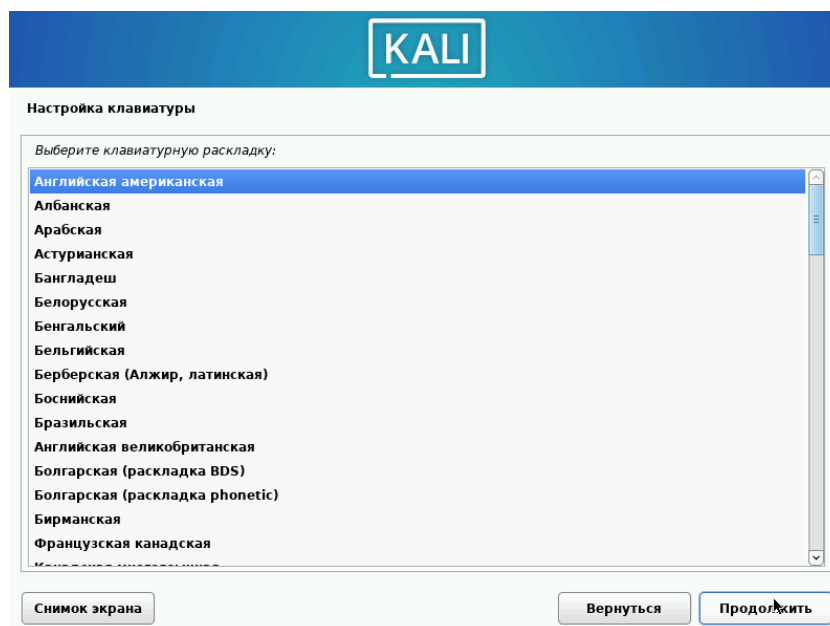 KALI
Настройка клавиатуры
Выберите клавиатурную раскладку:
Английская американская
Албанская
Арабская
Астурианская
Бангладеш
Белорусская
Бенгальский
Бельгийская
Берберская (Алжир, латинская)
Боснийская
Бразильская
Английская великобританская
Болгарская (раскладка BDS)
Болгарская (раскладка phonetic)
Бирманская
Французская канадская
Снимок экрана
Вернуться
Продолжить